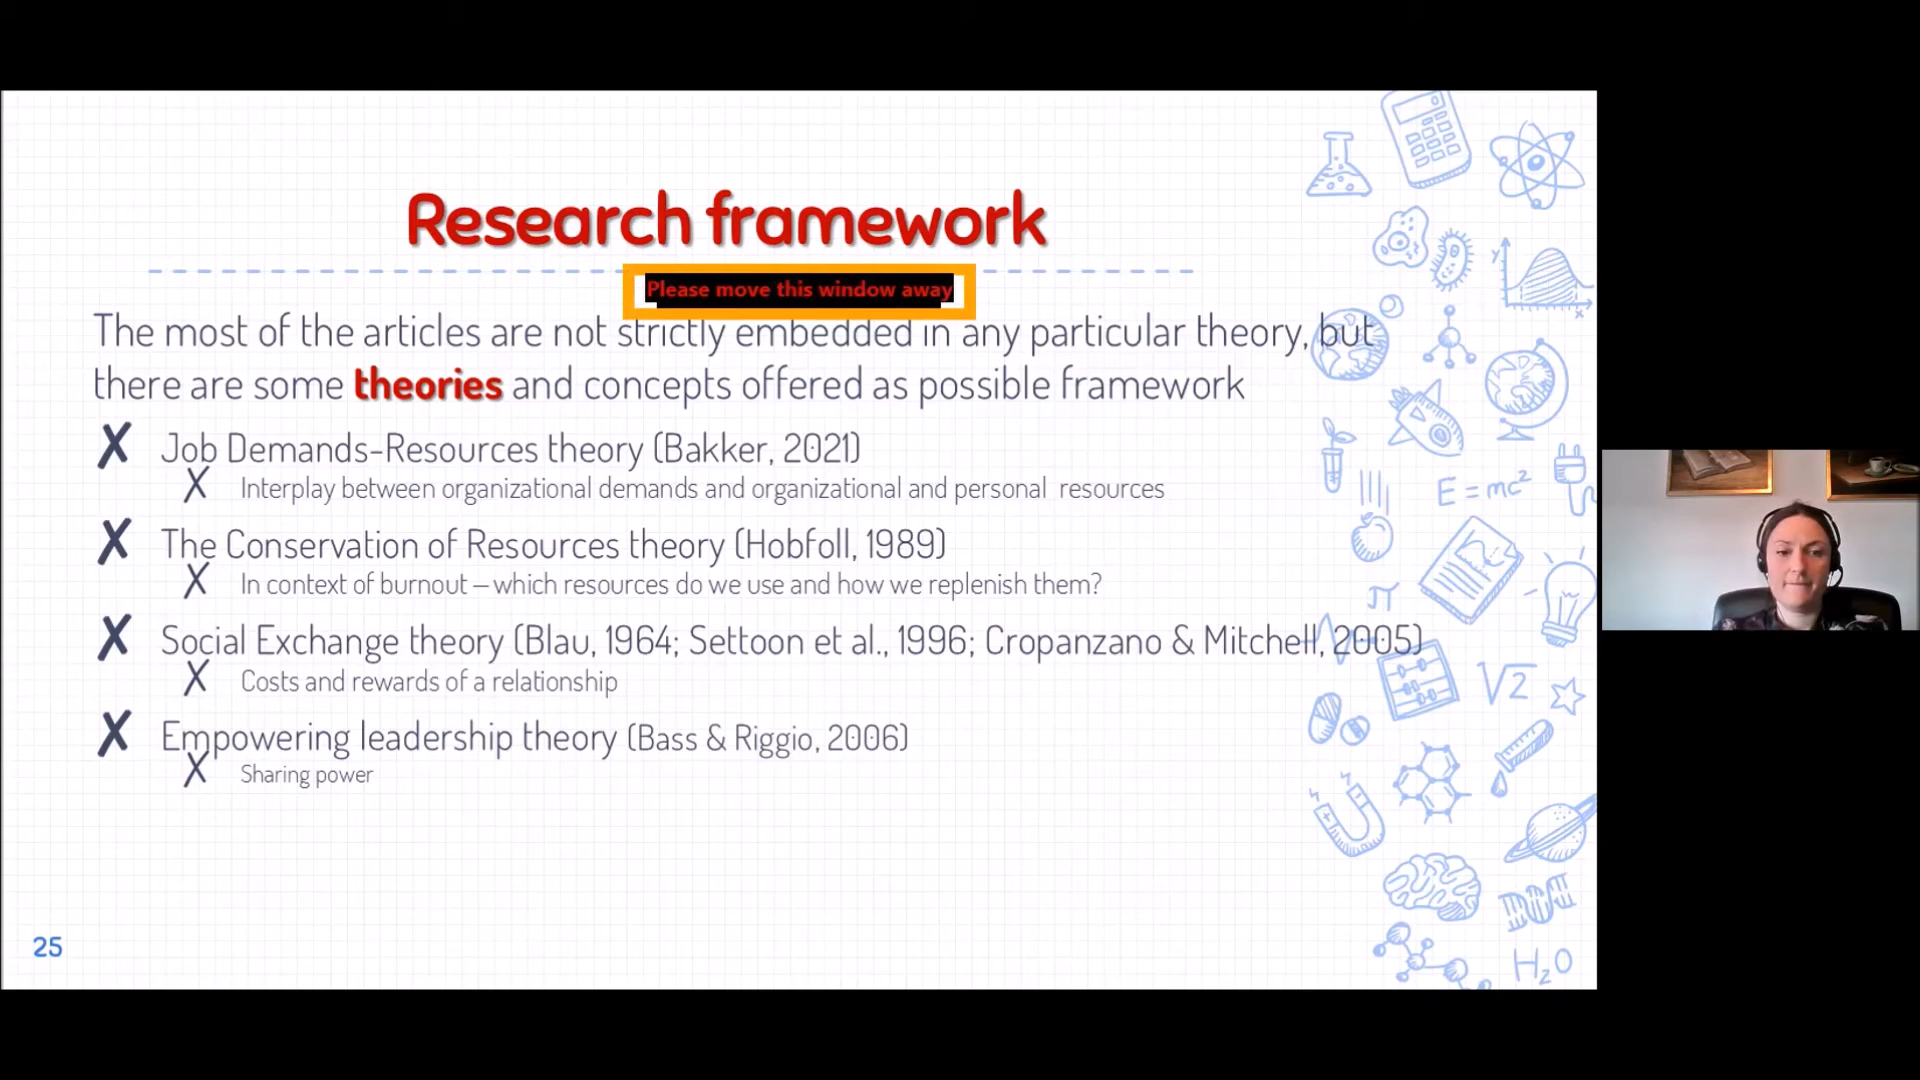 Research framework
Please move this window away
The most of the articles are not strictly embedded in any particular theory, but
there are some theories and concepts offered as possible framework
✗ Job Demands-Resources theory (Bakker, 2021)
✗ Interplay between organizational demands and organizational and personal resources
✗ The Conservation of Resources theory (Hobfoll, 1989)
✗ In context of burnout – which resources do we use and how we replenish them?
✗ Social Exchange theory (Blau, 1964; Settoon et al., 1996; Cropanzano & Mitchell, 2005)
✗ Costs and rewards of a relationship
✗ Empowering leadership theory (Bass & Riggio, 2006)
✗ Sharing power
25
y
x
E=mc²
π
√2
H₂O